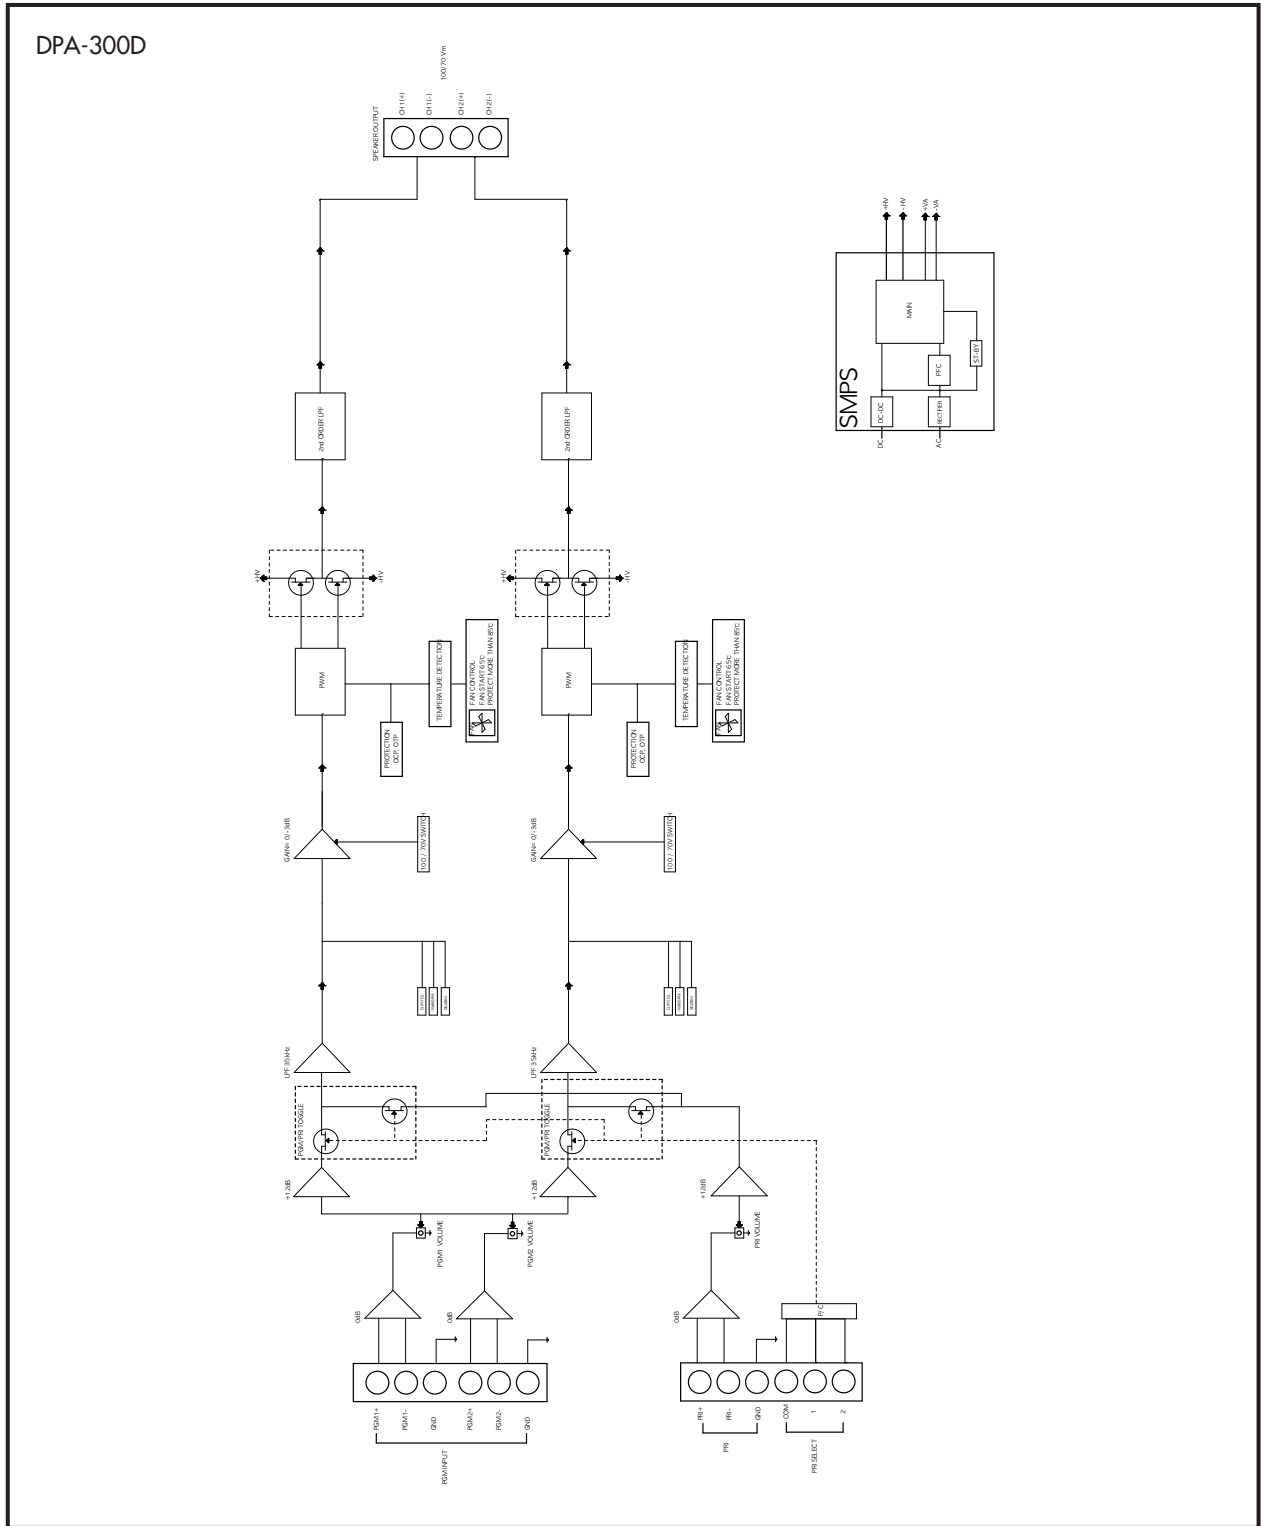 DPA-300D
100/70 Vrn
SPEAKER OUTPUT
CH1(+)
CH1(-)
CH2(+)
CH2(-)
+HV
-HV
+VA
-VA
MAIN
SMPS
DC-DC
PFC
ST-BY
RECTIFIER
DC
AC
2nd ORDER LPF
2nd ORDER LPF
+HV
-HV
+HV
-HV
PWM
TEMPERATURE DETECTION
FAN
FAN CONTROL
FAN START 65℃
PROTECT MORE THAN 85℃
PROTECTION
OCP, OTP
PWM
TEMPERATURE DETECTION
FAN
FAN CONTROL
FAN START 65℃
PROTECT MORE THAN 85℃
PROTECTION
OCP, OTP
GAIN= 0/-3dB
100 / 70V SWITCH
GAIN= 0/-3dB
100 / 70V SWITCH
LPF 35kHz
LPF 35kHz
PGM/PRI TOGGLE
PGM/PRI TOGGLE
+12dB
+12dB
+12dB
PGM1 VOLUME
PGM2 VOLUME
PRI VOLUME
0dB
0dB
0dB
P/C
PGM1+
PGM1-
GND
PGM2+
PGM2-
GND
PGM INPUT
PRI+
PRI-
GND
PRI
COM
1
2
PRI SELECT